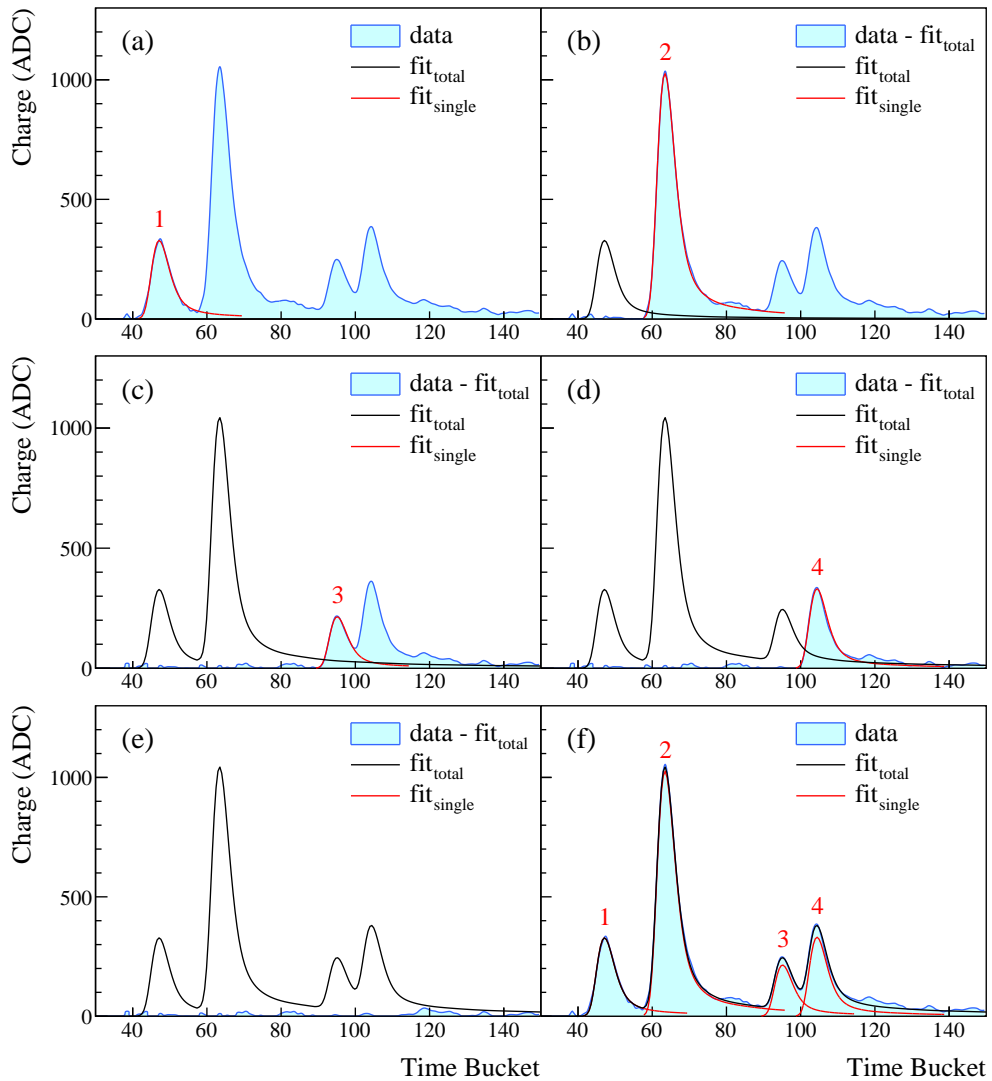 (a)
data
fit_total
fit_single
1
Charge (ADC)
1000
500
0
40 60 80 100 120
(b)
data - fit_total
fit_total
fit_single
2
40 60 80 100 120 140
(c)
data - fit_total
fit_total
fit_single
3
Charge (ADC)
1000
500
0
40 60 80 100 120
(d)
data - fit_total
fit_total
fit_single
4
40 60 80 100 120 140
(e)
data - fit_total
fit_total
fit_single
Charge (ADC)
1000
500
0
40 60 80 100 120 140
Time Bucket
(f)
data
fit_total
fit_single
1
2
3
4
40 60 80 100 120 140
Time Bucket